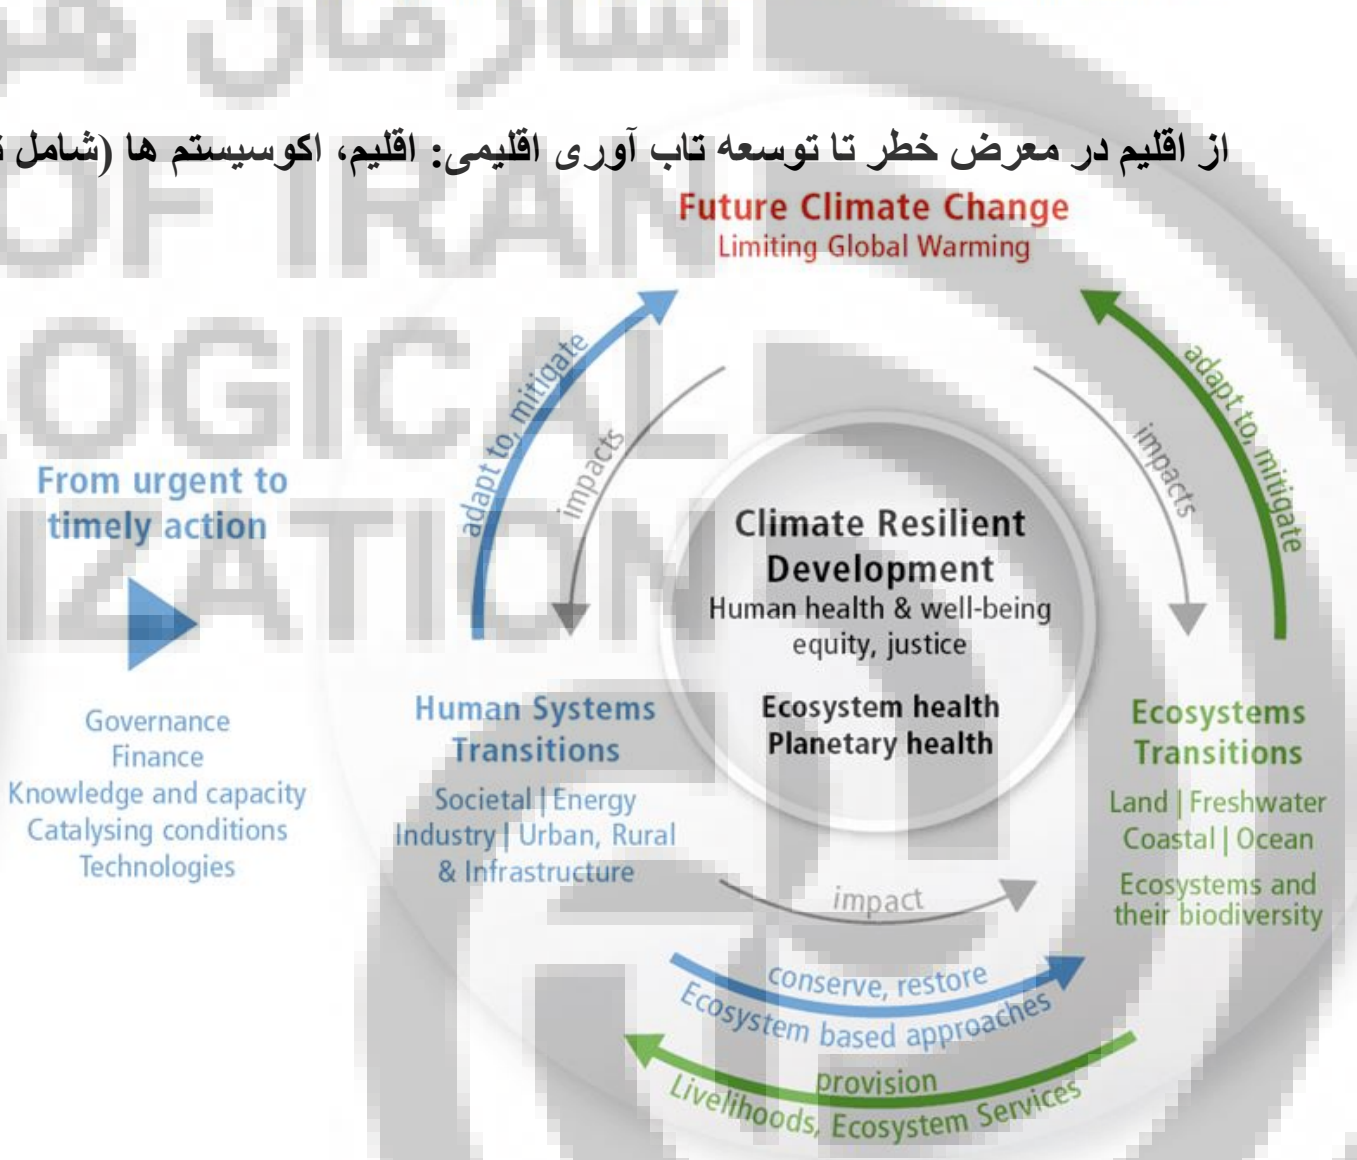 سازمان
از اقلیم در معرض خطر تا توسعه تاب آوری اقلیمی: اقلیم، اکوسیستم ها (شامل
OF IRAN
Future Climate Change
Limiting Global Warming
adapt to, mitigate
impacts
impacts
adapt to, mitigate
From urgent to
timely action
Governance
Finance
Knowledge and capacity
Catalysing conditions
Technologies
Climate Resilient
Development
Human health & well-being
equity, justice
Ecosystem health
Planetary health
Human Systems
Transitions
Societal | Energy
Industry | Urban, Rural
& Infrastructure
Ecosystems
Transitions
Land | Freshwater
Coastal | Ocean
Ecosystems and
their biodiversity
impact
conserve, restore
Ecosystem based approaches
provision
Livelihoods, Ecosystem Services